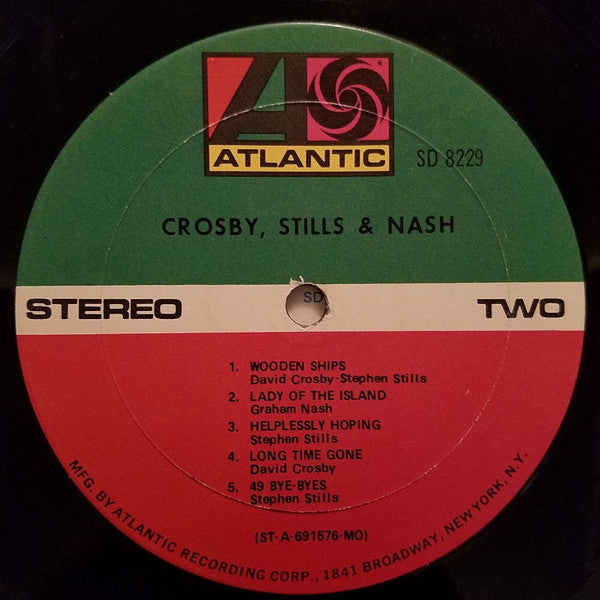 ATLANTIC
SD 8229
CROSBY, STILLS & NASH
SD
STEREO
TWO
1. WOODEN SHIPS
David Crosby-Stephen Stills
2. LADY OF THE ISLAND
Graham Nash
3. HELPLESSLY HOPING
Stephen Stills
4. LONG TIME GONE
David Crosby
5. 49 BYE-BYES
Stephen Stills
(ST-A-691576-MO)
MFG. BY ATLANTIC RECORDING CORP., 1841 BROADWAY, NEW YORK, N.Y.